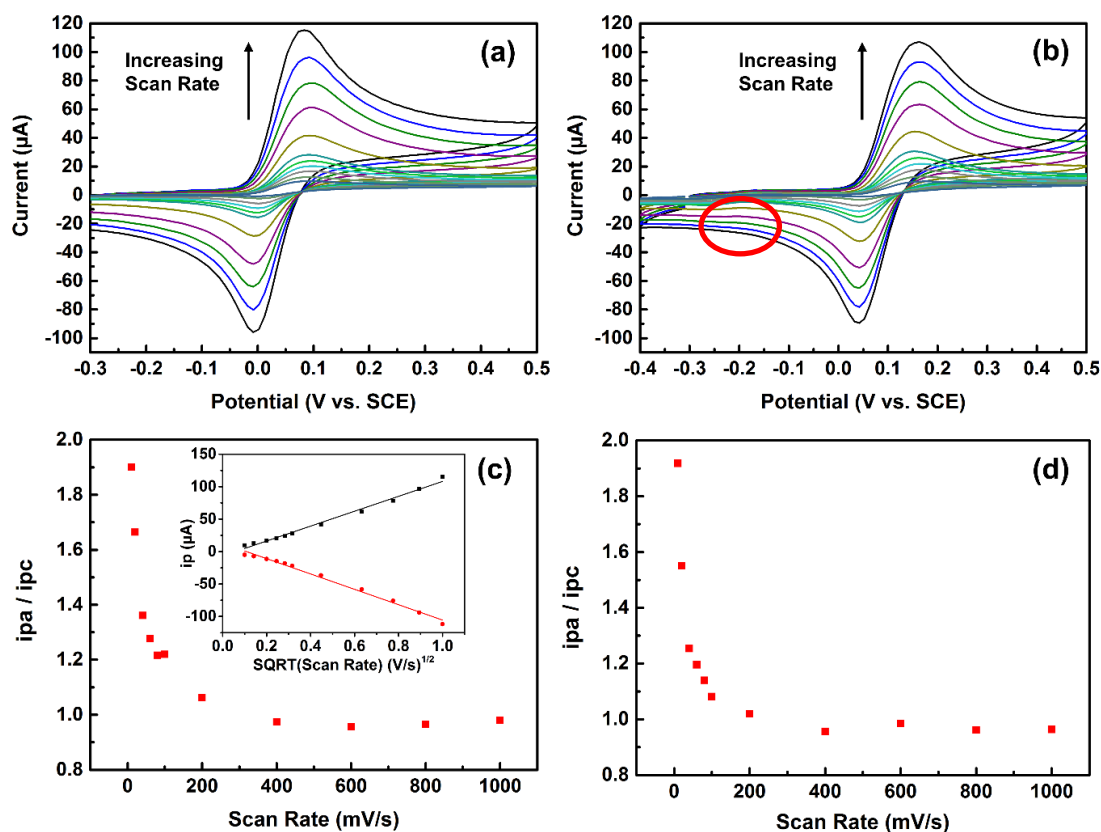 (a)
Increasing
Scan Rate
120
100
80
60
40
20
0
-20
-40
-60
-80
-100
Current (µA)
-0.3 -0.2 -0.1 0.0 0.1 0.2 0.3 0.4 0.5
Potential (V vs. SCE)
(b)
Increasing
Scan Rate
120
100
80
60
40
20
0
-20
-40
-60
-80
-100
Current (µA)
-0.4 -0.3 -0.2 -0.1 0.0 0.1 0.2 0.3 0.4 0.5
Potential (V vs. SCE)
(c)
2.0
1.8
1.6
1.4
1.2
1.0
0.8
ipa / ipc
150
100
50
0
-50
-100
ip (µA)
0.0 0.2 0.4 0.6 0.8 1.0
SQRT(Scan Rate) (V/s)^1/2
0 200 400 600 800 1000
Scan Rate (mV/s)
(d)
2.0
1.8
1.6
1.4
1.2
1.0
0.8
ipa / ipc
0 200 400 600 800 1000
Scan Rate (mV/s)